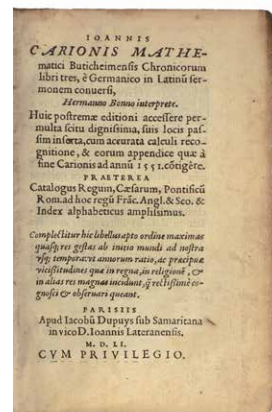 IOANNIS
CARIONIS MATHE-
matici Buticheimensis Chronicorum
libri tres, è Germanico in Latinũ ser-
monem conuersi,
Hermanno Bonno interprete.
Huic postremæ editioni accessere per-
multa scitu dignissima, suis locis pas-
sim inserta, cum accurata calculi reco-
gnitione, & eorum appendice quæ à
fine Carionis ad annũ 1551. cõtigêre.
PRAETEREA
Catalogus Regum, Cæsarum, Pontificũ
Rom. ad hoc regũ Frãc. Angl. & Sco. &
Index alphabeticus amplissimus.
Complectitur hic libellus apto ordine maximas
quasq; res gestas ab initio mundi ad nostra
vsq; tempora: vt annorum ratio, ac præcipuæ
vicissitudines quæ in regna, in religionẽ, &
in alias res magnas incidunt, q̃ rectissimè co-
gnosci & obseruari queant.
PARISIIS
Apud Iacobũ Dupuys sub Samaritana
in vico D. Ioannis Lateranensis.
M. D. LI.
CVM PRIVILEGIO.